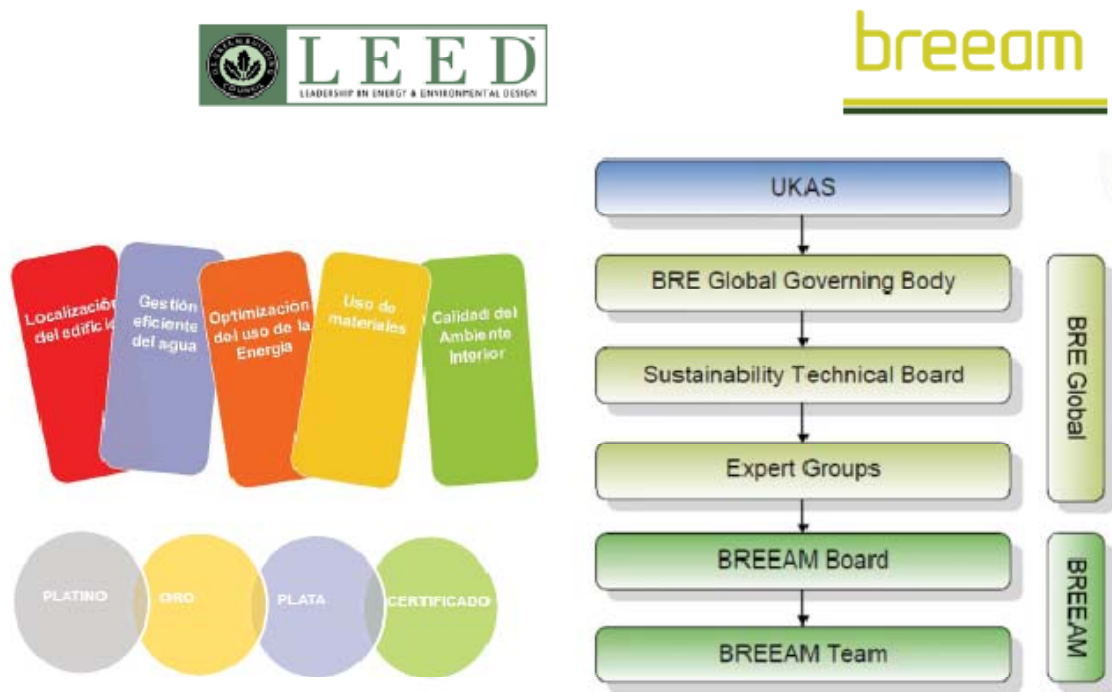 LEED
LEADERSHIP IN ENERGY & ENVIRONMENTAL DESIGN
breeam
Localización
del edificio
Gestión
eficiente
del agua
Optimización
del uso de la
Energía
Uso de
materiales
Calidad del
Ambiente
Interior
PLATINO
ORO
PLATA
CERTIFICADO
UKAS
BRE Global Governing Body
Sustainability Technical Board
Expert Groups
BREEAM Board
BREEAM Team
BRE Global
BREEAM